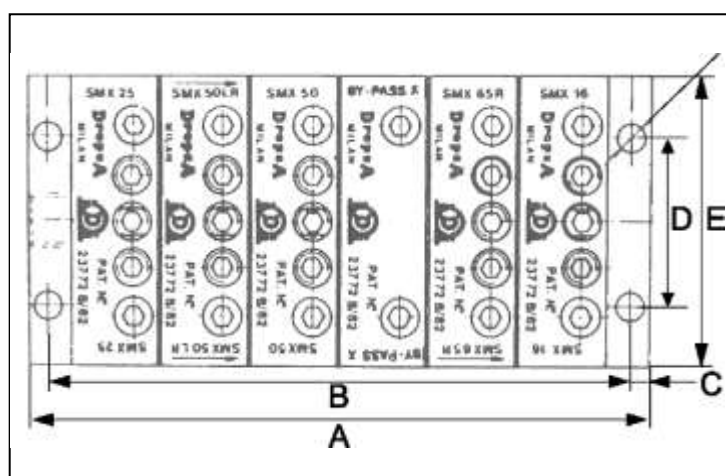 SMX 25
SMX 50LR
SMX 50
BY-PASS X
SMX 65R
SMX 16
DropsA
MILAN
DropsA
MILAN
DropsA
MILAN
DropsA
MILAN
DropsA
MILAN
DropsA
MILAN
D
E
PAT. N°
23772 B/82
PAT. N°
23772 B/82
PAT. N°
23772 B/82
PAT. N°
23772 B/82
PAT. N°
23772 B/82
PAT. N°
23772 B/82
SMX 25
SMX 50LR
SMX 50
BY-PASS X
SMX 65R
SMX 16
C
B
A